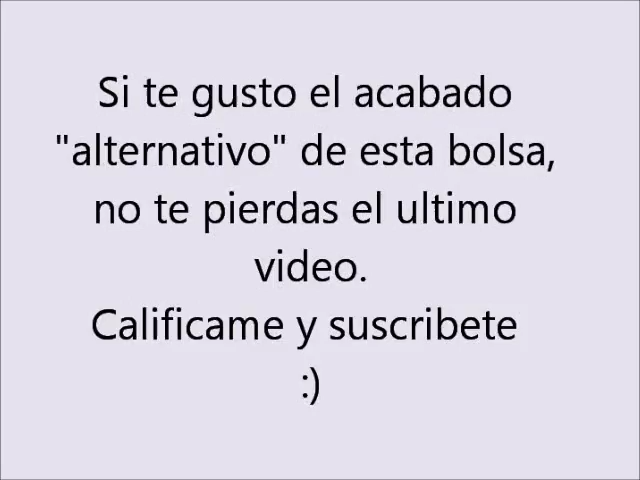 Si te gusto el acabado
"alternativo" de esta bolsa,
no te pierdas el ultimo
video.
Calificame y suscribete
:)